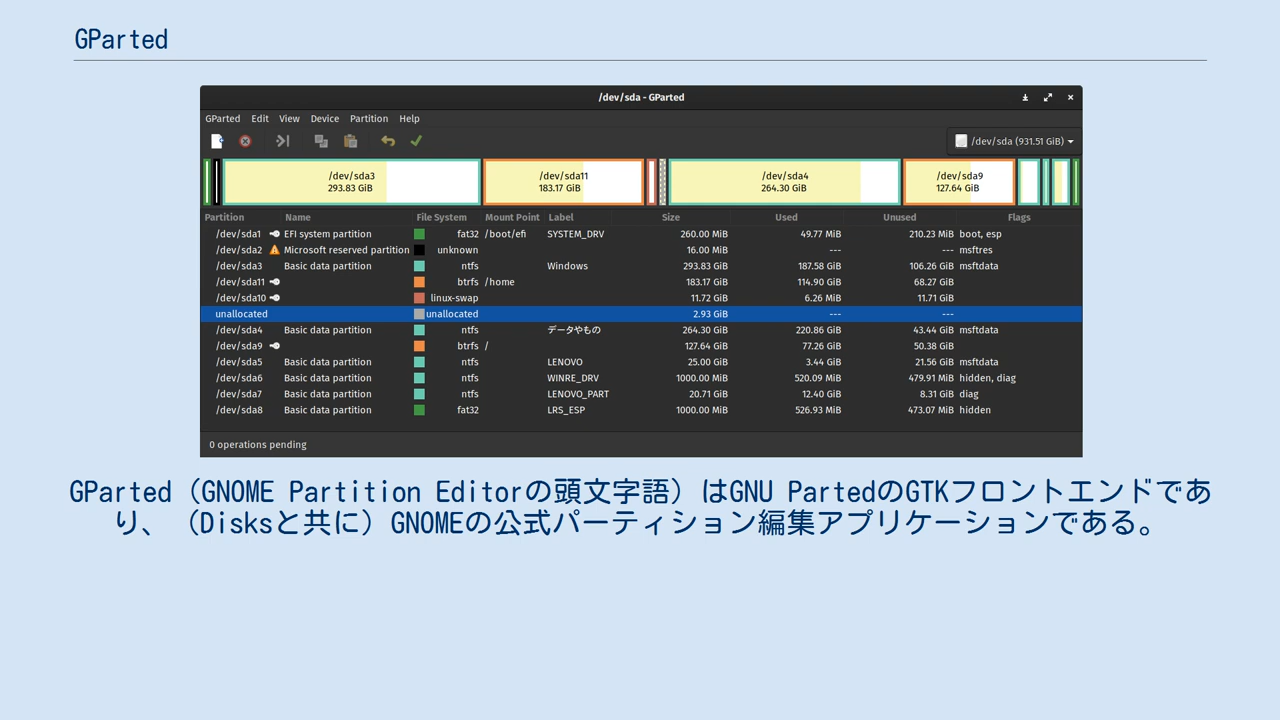 GParted
/dev/sda - GParted
GParted Edit View Device Partition Help
/dev/sda (931.51 GiB)
/dev/sda3 /dev/sda11 /dev/sda4 /dev/sda9
293.83 GiB 183.17 GiB 264.30 GiB 127.64 GiB
Partition Name File System Mount Point Label Size Used Unused Flags
/dev/sda1 EFI system partition fat32 /boot/efi SYSTEM_DRV 260.00 MiB 49.77 MiB 210.23 MiB boot, esp
/dev/sda2 Microsoft reserved partition unknown 16.00 MiB --- --- msftres
/dev/sda3 Basic data partition ntfs Windows 293.83 GiB 187.58 GiB 106.26 GiB msftdata
/dev/sda11 btrfs /home 183.17 GiB 114.90 GiB 68.27 GiB
/dev/sda10 linux-swap 11.72 GiB 6.26 MiB 11.71 GiB
unallocated unallocated 2.93 GiB --- ---
/dev/sda4 Basic data partition ntfs データやもの 264.30 GiB 220.86 GiB 43.44 GiB msftdata
/dev/sda9 btrfs / 127.64 GiB 77.26 GiB 50.38 GiB
/dev/sda5 Basic data partition ntfs LENOVO 25.00 GiB 3.44 GiB 21.56 GiB msftdata
/dev/sda6 Basic data partition ntfs WINRE_DRV 1000.00 MiB 520.09 MiB 479.91 MiB hidden, diag
/dev/sda7 Basic data partition ntfs LENOVO_PART 20.71 GiB 12.40 GiB 8.31 GiB diag
/dev/sda8 Basic data partition fat32 LRS_ESP 1000.00 MiB 526.93 MiB 473.07 MiB hidden
0 operations pending
GParted（GNOME Partition Editorの頭文字語）はGNU PartedのGTKフロントエンドであ
り、（Disksと共に）GNOMEの公式パーティション編集アプリケーションである。